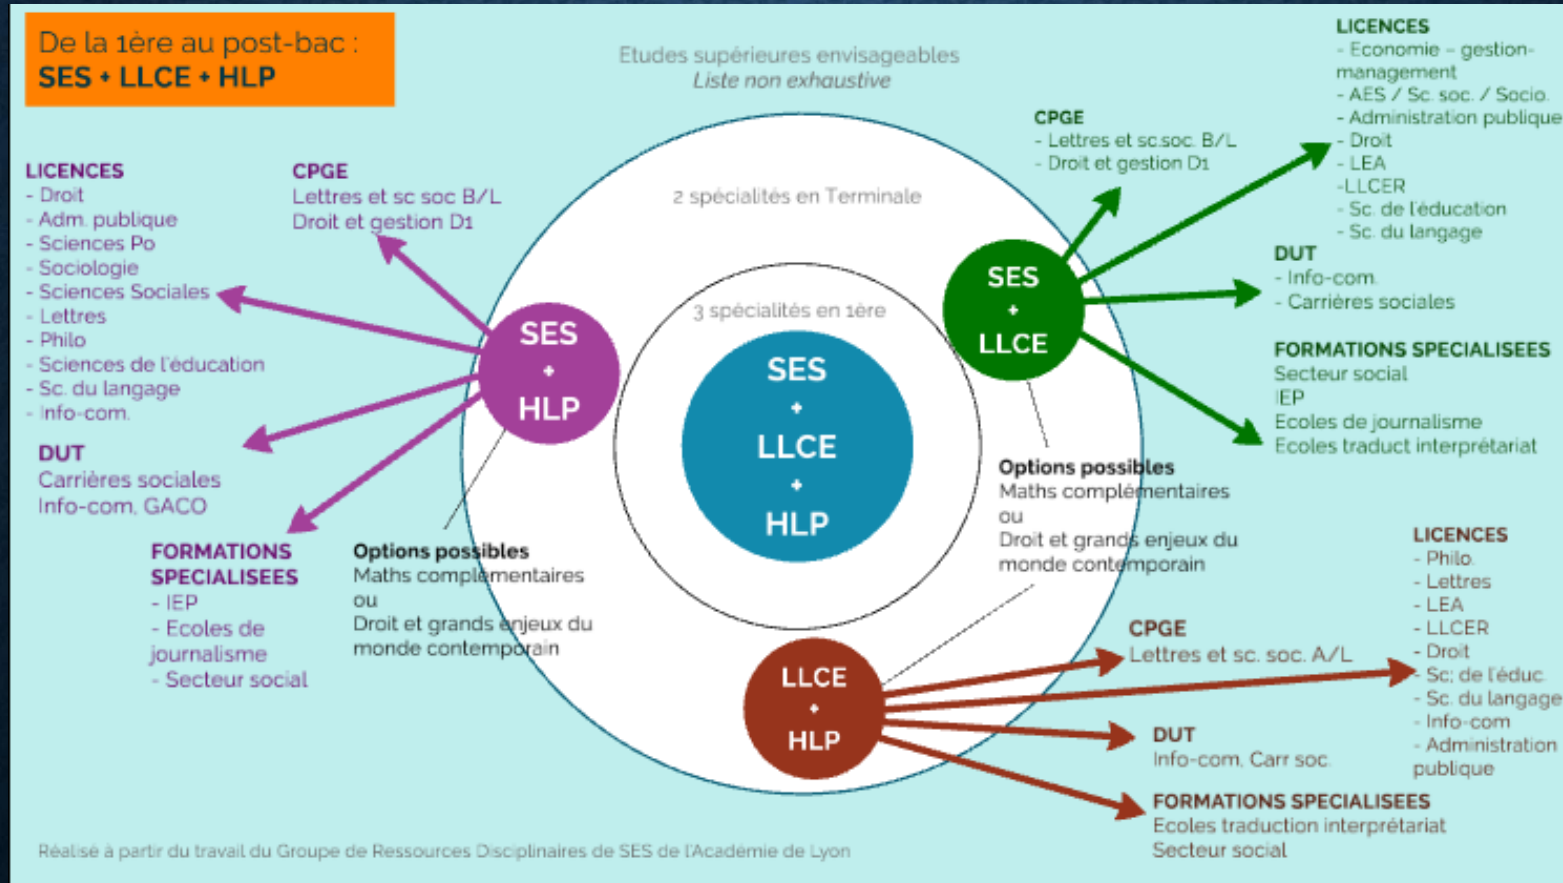 De la 1ère au post-bac :
SES + LLCE + HLP
Etudes supérieures envisageables
Liste non exhaustive
2 spécialités en Terminale
3 spécialités en 1ère
SES
+
LLCE
+
HLP
SES
+
HLP
LICENCES
- Droit
- Adm. publique
- Sciences Po
- Sociologie
- Sciences Sociales
- Lettres
- Philo
- Sciences de l'éducation
- Sc. du langage
- Info-com.
CPGE
Lettres et sc soc B/L
Droit et gestion D1
DUT
Carrières sociales
Info-com, GACO
FORMATIONS
SPECIALISEES
- IEP
- Ecoles de
journalisme
- Secteur social
Options possibles
Maths complémentaires
ou
Droit et grands enjeux du
monde contemporain
SES
+
LLCE
CPGE
- Lettres et sc.soc. B/L
- Droit et gestion D1
LICENCES
- Economie – gestion-
management
- AES / Sc. soc. / Socio.
- Administration publique
- Droit
- LEA
-LLCER
- Sc. de l'éducation
- Sc. du langage
DUT
- Info-com.
- Carrières sociales
FORMATIONS SPECIALISEES
Secteur social
IEP
Ecoles de journalisme
Ecoles traduct interprétariat
Options possibles
Maths complémentaires
ou
Droit et grands enjeux du
monde contemporain
LLCE
+
HLP
CPGE
Lettres et sc. soc. A/L
LICENCES
- Philo.
- Lettres
- LEA
- LLCER
- Droit
- Sc; de l'éduc.
- Sc. du langage
- Info-com
- Administration
publique
DUT
Info-com, Carr soc.
FORMATIONS SPECIALISEES
Ecoles traduction interprétariat
Secteur social
Réalisé à partir du travail du Groupe de Ressources Disciplinaires de SES de l'Académie de Lyon